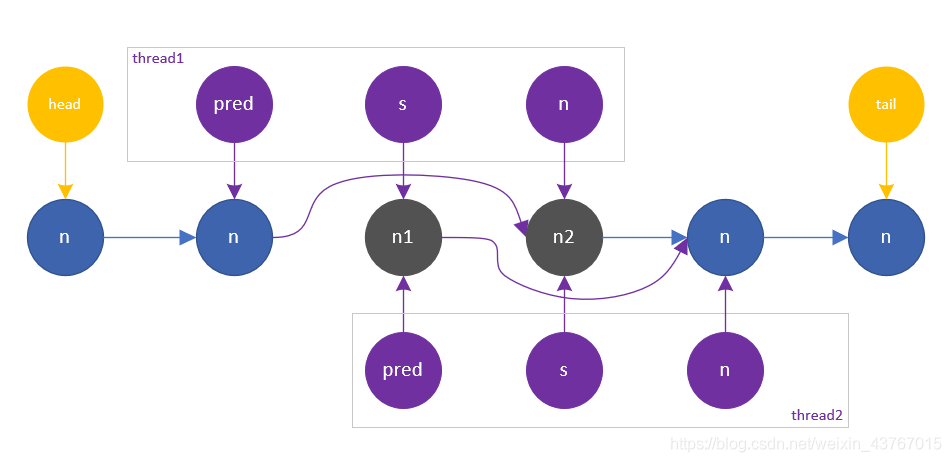 thread1
head
pred
s
n
tail
n
n
n1
n2
n
n
pred
s
n
thread2
https://blog.csdn.net/weixin_43767015